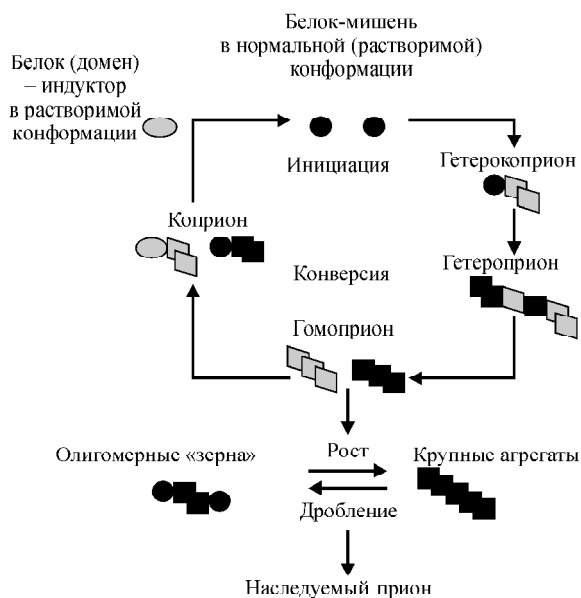 Белок-мишень
в нормальной (растворимой)
конформации
Белок (домен)
– индуктор
в растворимой
конформации
Инициация
Гетерокоприон
Коприон
Гетероприон
Конверсия
Гомоприон
Олигомерные «зерна»
Рост
Крупные агрегаты
Дробление
Наследуемый прион